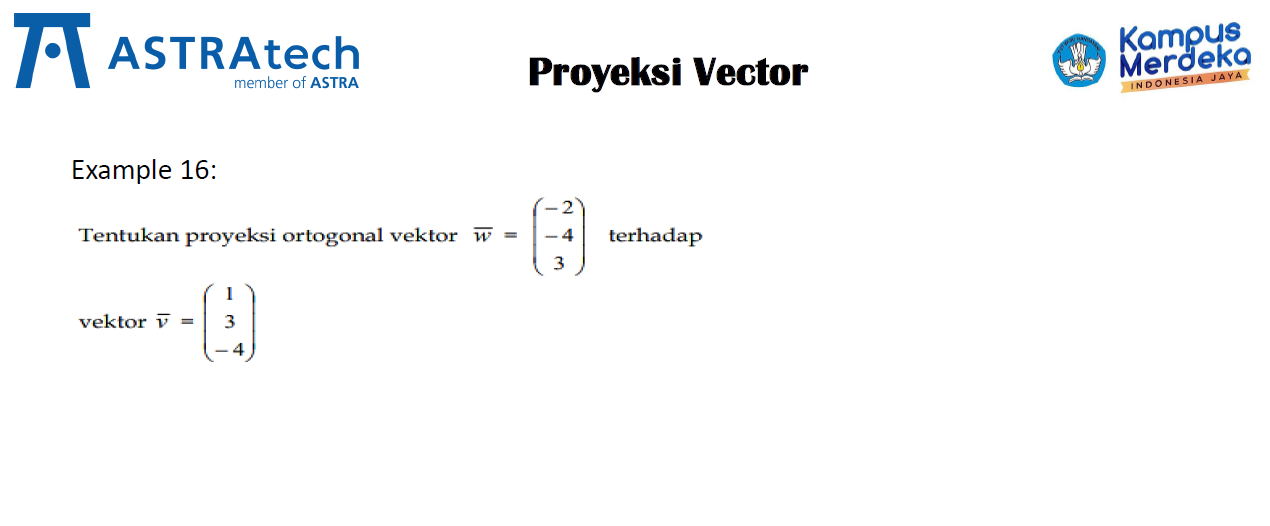 ASTRAtech
member of ASTRA
Proyeksi Vector
Kampus
Merdeka
INDONESIA JAYA
Example 16:
Tentukan proyeksi ortogonal vektor w̅ = (−2 −4 3) terhadap
vektor v̅ = (1 3 −4)